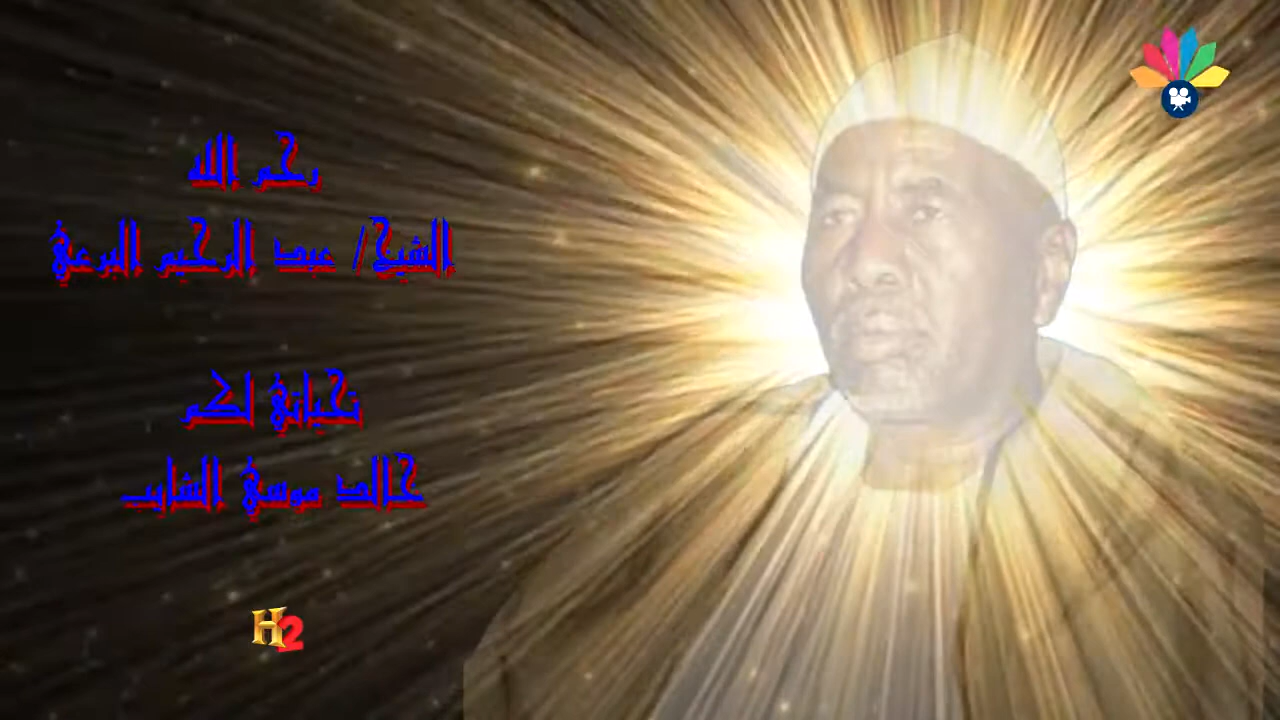 رحم الله
الشيخ/ عبد الرحيم البرعي
تحياتي لكم
خالد موسى الشايب
H2